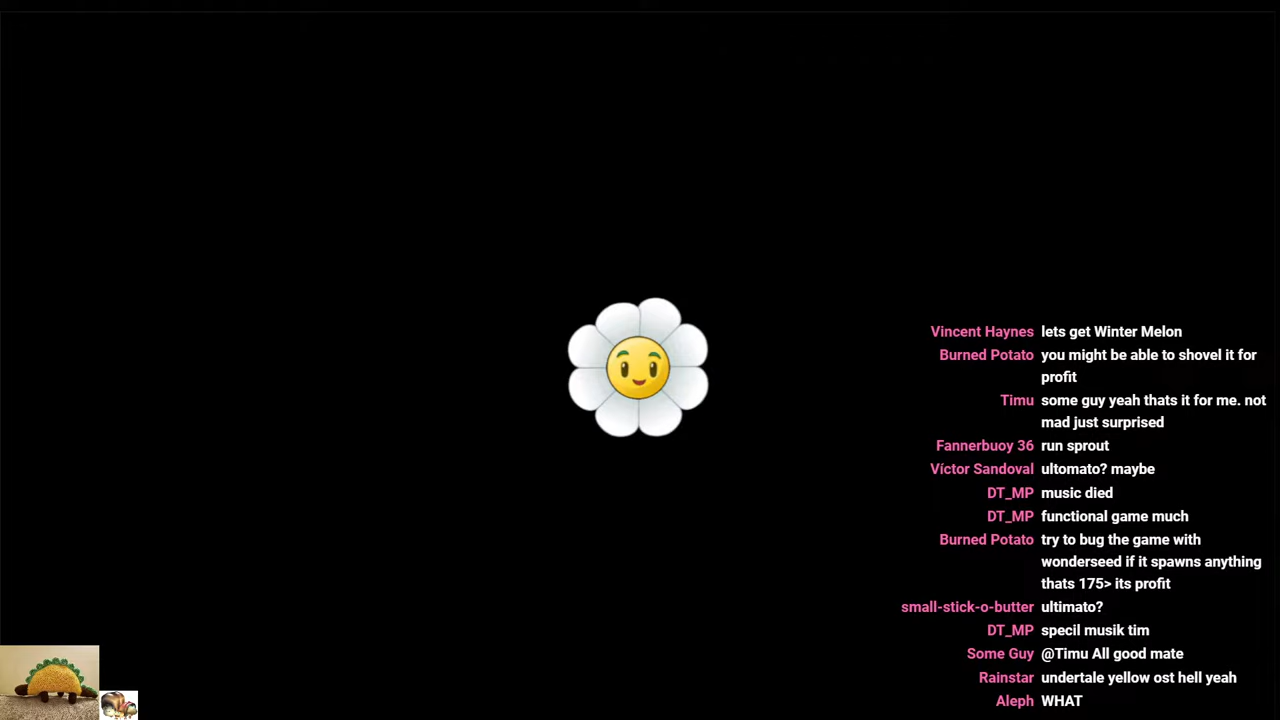 Vincent Haynes lets get Winter Melon
Burned Potato you might be able to shovel it for
profit
Timu some guy yeah thats it for me. not
mad just surprised
Fannerbuoy 36 run sprout
Víctor Sandoval ultomato? maybe
DT_MP music died
DT_MP functional game much
Burned Potato try to bug the game with
wonderseed if it spawns anything
thats 175> its profit
small-stick-o-butter ultimato?
DT_MP specil musik tim
Some Guy @Timu All good mate
Rainstar undertale yellow ost hell yeah
Aleph WHAT